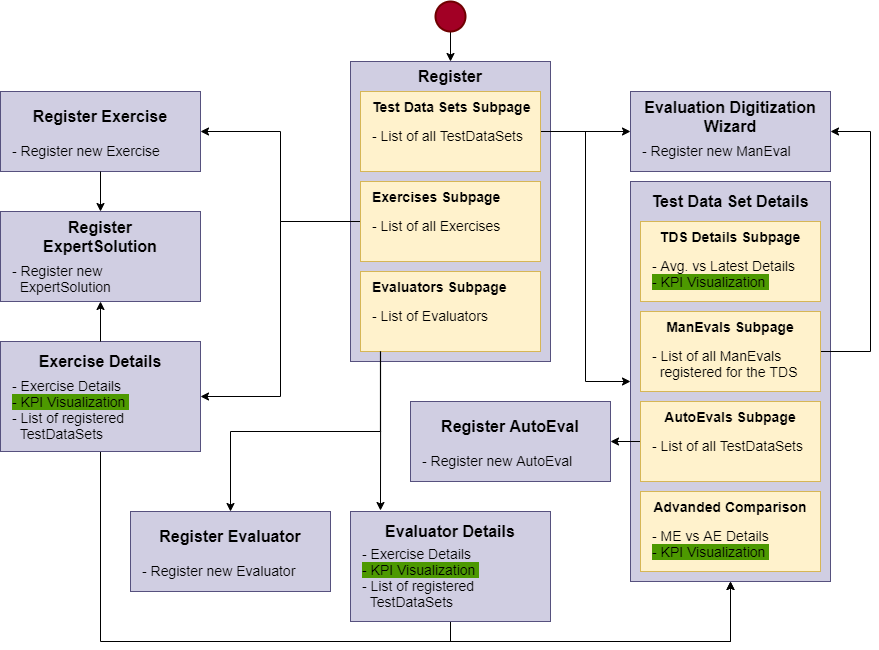 Register
Test Data Sets Subpage
- List of all TestDataSets
Exercises Subpage
- List of all Exercises
Evaluators Subpage
- List of Evaluators
Register Exercise
- Register new Exercise
Register
ExpertSolution
- Register new
ExpertSolution
Exercise Details
- Exercise Details
- KPI Visualization
- List of registered
TestDataSets
Evaluation Digitization
Wizard
- Register new ManEval
Test Data Set Details
TDS Details Subpage
- Avg. vs Latest Details
- KPI Visualization
ManEvals Subpage
- List of all ManEvals
registered for the TDS
AutoEvals Subpage
- List of all TestDataSets
Advanded Comparison
- ME vs AE Details
- KPI Visualization
Register AutoEval
- Register new AutoEval
Register Evaluator
- Register new Evaluator
Evaluator Details
- Exercise Details
- KPI Visualization
- List of registered
TestDataSets